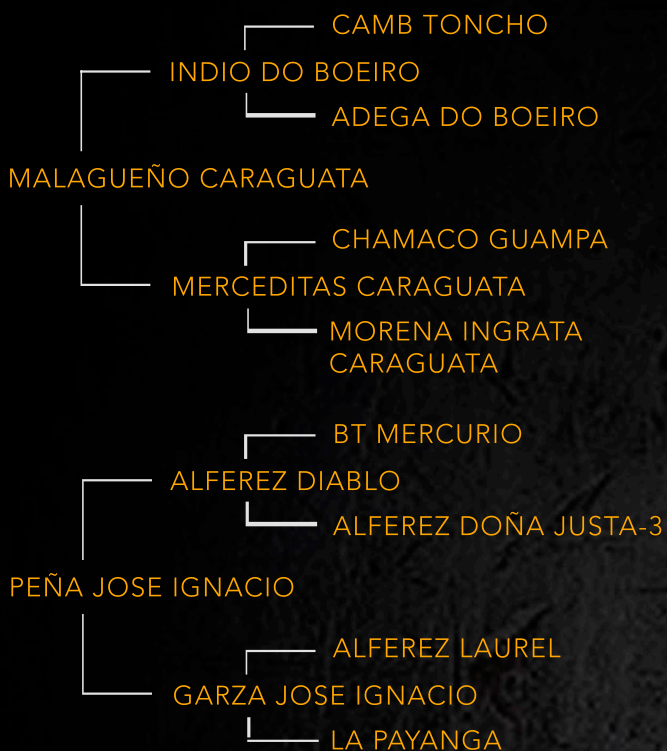 CAMB TONCHO
INDIO DO BOEIRO
ADEGA DO BOEIRO
MALAGUEÑO CARAGUATA
CHAMACO GUAMPA
MERCEDITAS CARAGUATA
MORENA INGRATA
CARAGUATA
BT MERCURIO
ALFEREZ DIABLO
ALFEREZ DOÑA JUSTA-3
PEÑA JOSE IGNACIO
ALFEREZ LAUREL
GARZA JOSE IGNACIO
LA PAYANGA